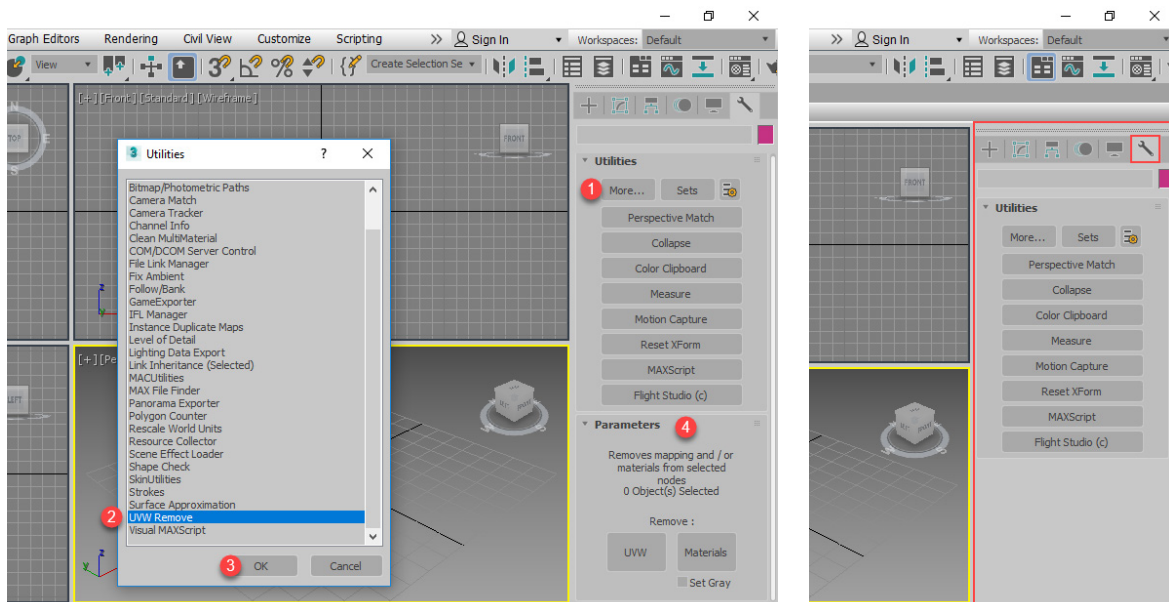 Graph Editors Rendering Civil View Customize Scripting >> Sign In Workspaces: Default
View Create Selection Se
[+][Front][Standard][Wireframe]
N
TOP
E
S
FRONT
3 Utilities ? X
Bitmap/Photometric Paths
Camera Match
Camera Tracker
Channel Info
Clean MultiMaterial
COM/DCOM Server Control
File Link Manager
Fix Ambient
Follow/Bank
GameExporter
IFL Manager
Instance Duplicate Maps
Level of Detail
Lighting Data Export
Link Inheritance (Selected)
MACUtilities
MAX File Finder
Panorama Exporter
Polygon Counter
Rescale World Units
Resource Collector
Scene Effect Loader
Shape Check
SkinUtilities
Strokes
Surface Approximation
2 UVW Remove
Visual MAXScript
3 OK Cancel
z
y
[+][Pe
LEFT
z
y
Utilities
1 More... Sets
Perspective Match
Collapse
Color Clipboard
Measure
Motion Capture
Reset XForm
MAXScript
Flight Studio (c)
Parameters 4
Removes mapping and / or
materials from selected
nodes
0 Object(s) Selected
Remove :
UVW Materials
Set Gray
>> Sign In Workspaces: Default
FRONT
Utilities
More... Sets
Perspective Match
Collapse
Color Clipboard
Measure
Motion Capture
Reset XForm
MAXScript
Flight Studio (c)